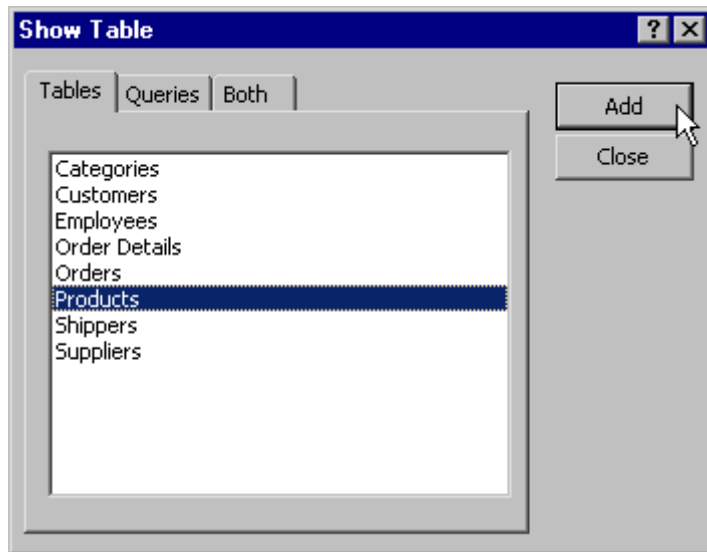 Show Table
?
Tables Queries Both
Add
Close
Categories
Customers
Employees
Order Details
Orders
Products
Shippers
Suppliers